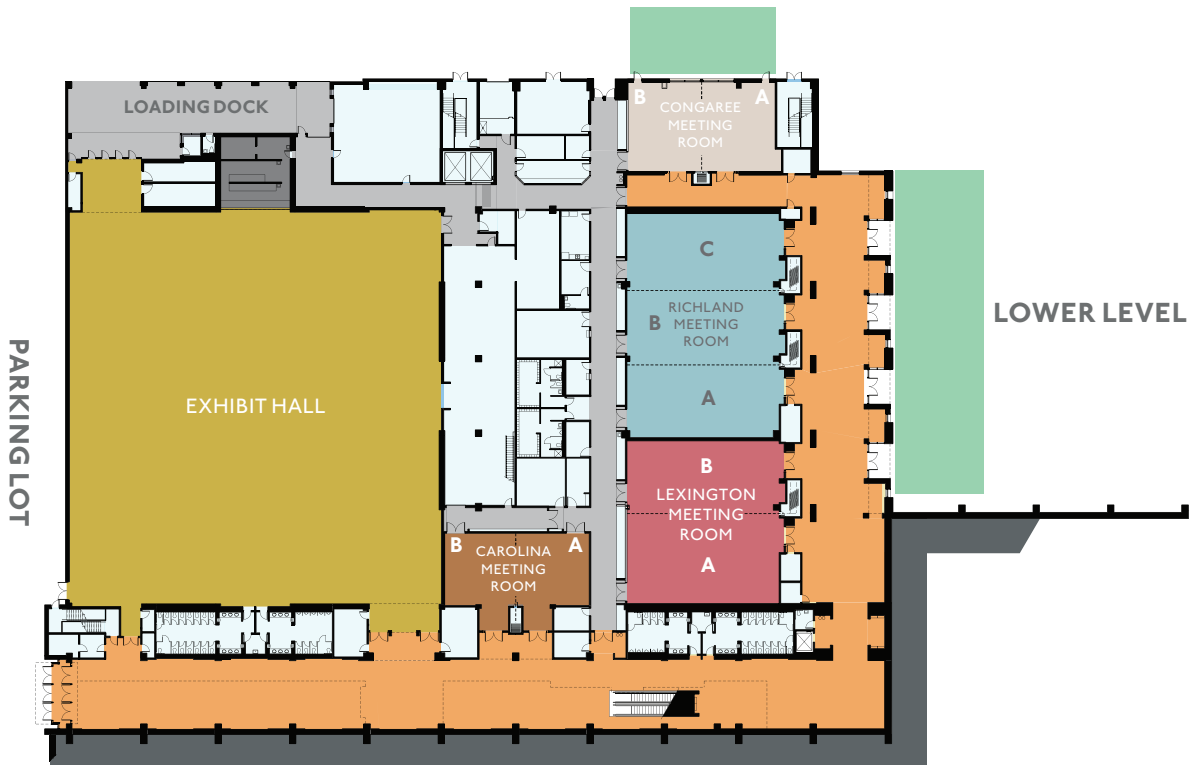 LOADING DOCK
B
A
CONGAREE
MEETING
ROOM
C
RICHLAND
B
MEETING
ROOM
A
LOWER LEVEL
PARKING LOT
EXHIBIT HALL
B
LEXINGTON
MEETING
ROOM
A
B
A
CAROLINA
MEETING
ROOM